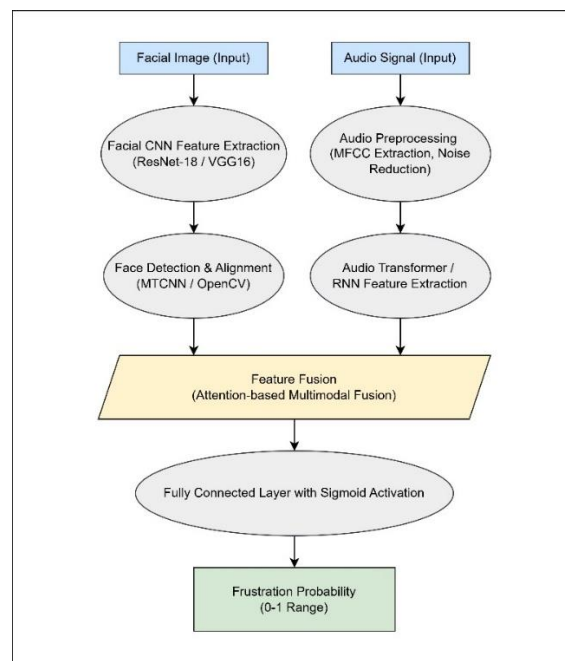 Facial Image (Input)
Audio Signal (Input)
Facial CNN Feature Extraction
(ResNet-18 / VGG16)
Audio Preprocessing
(MFCC Extraction, Noise
Reduction)
Face Detection & Alignment
(MTCNN / OpenCV)
Audio Transformer /
RNN Feature Extraction
Feature Fusion
(Attention-based Multimodal Fusion)
Fully Connected Layer with Sigmoid Activation
Frustration Probability
(0-1 Range)